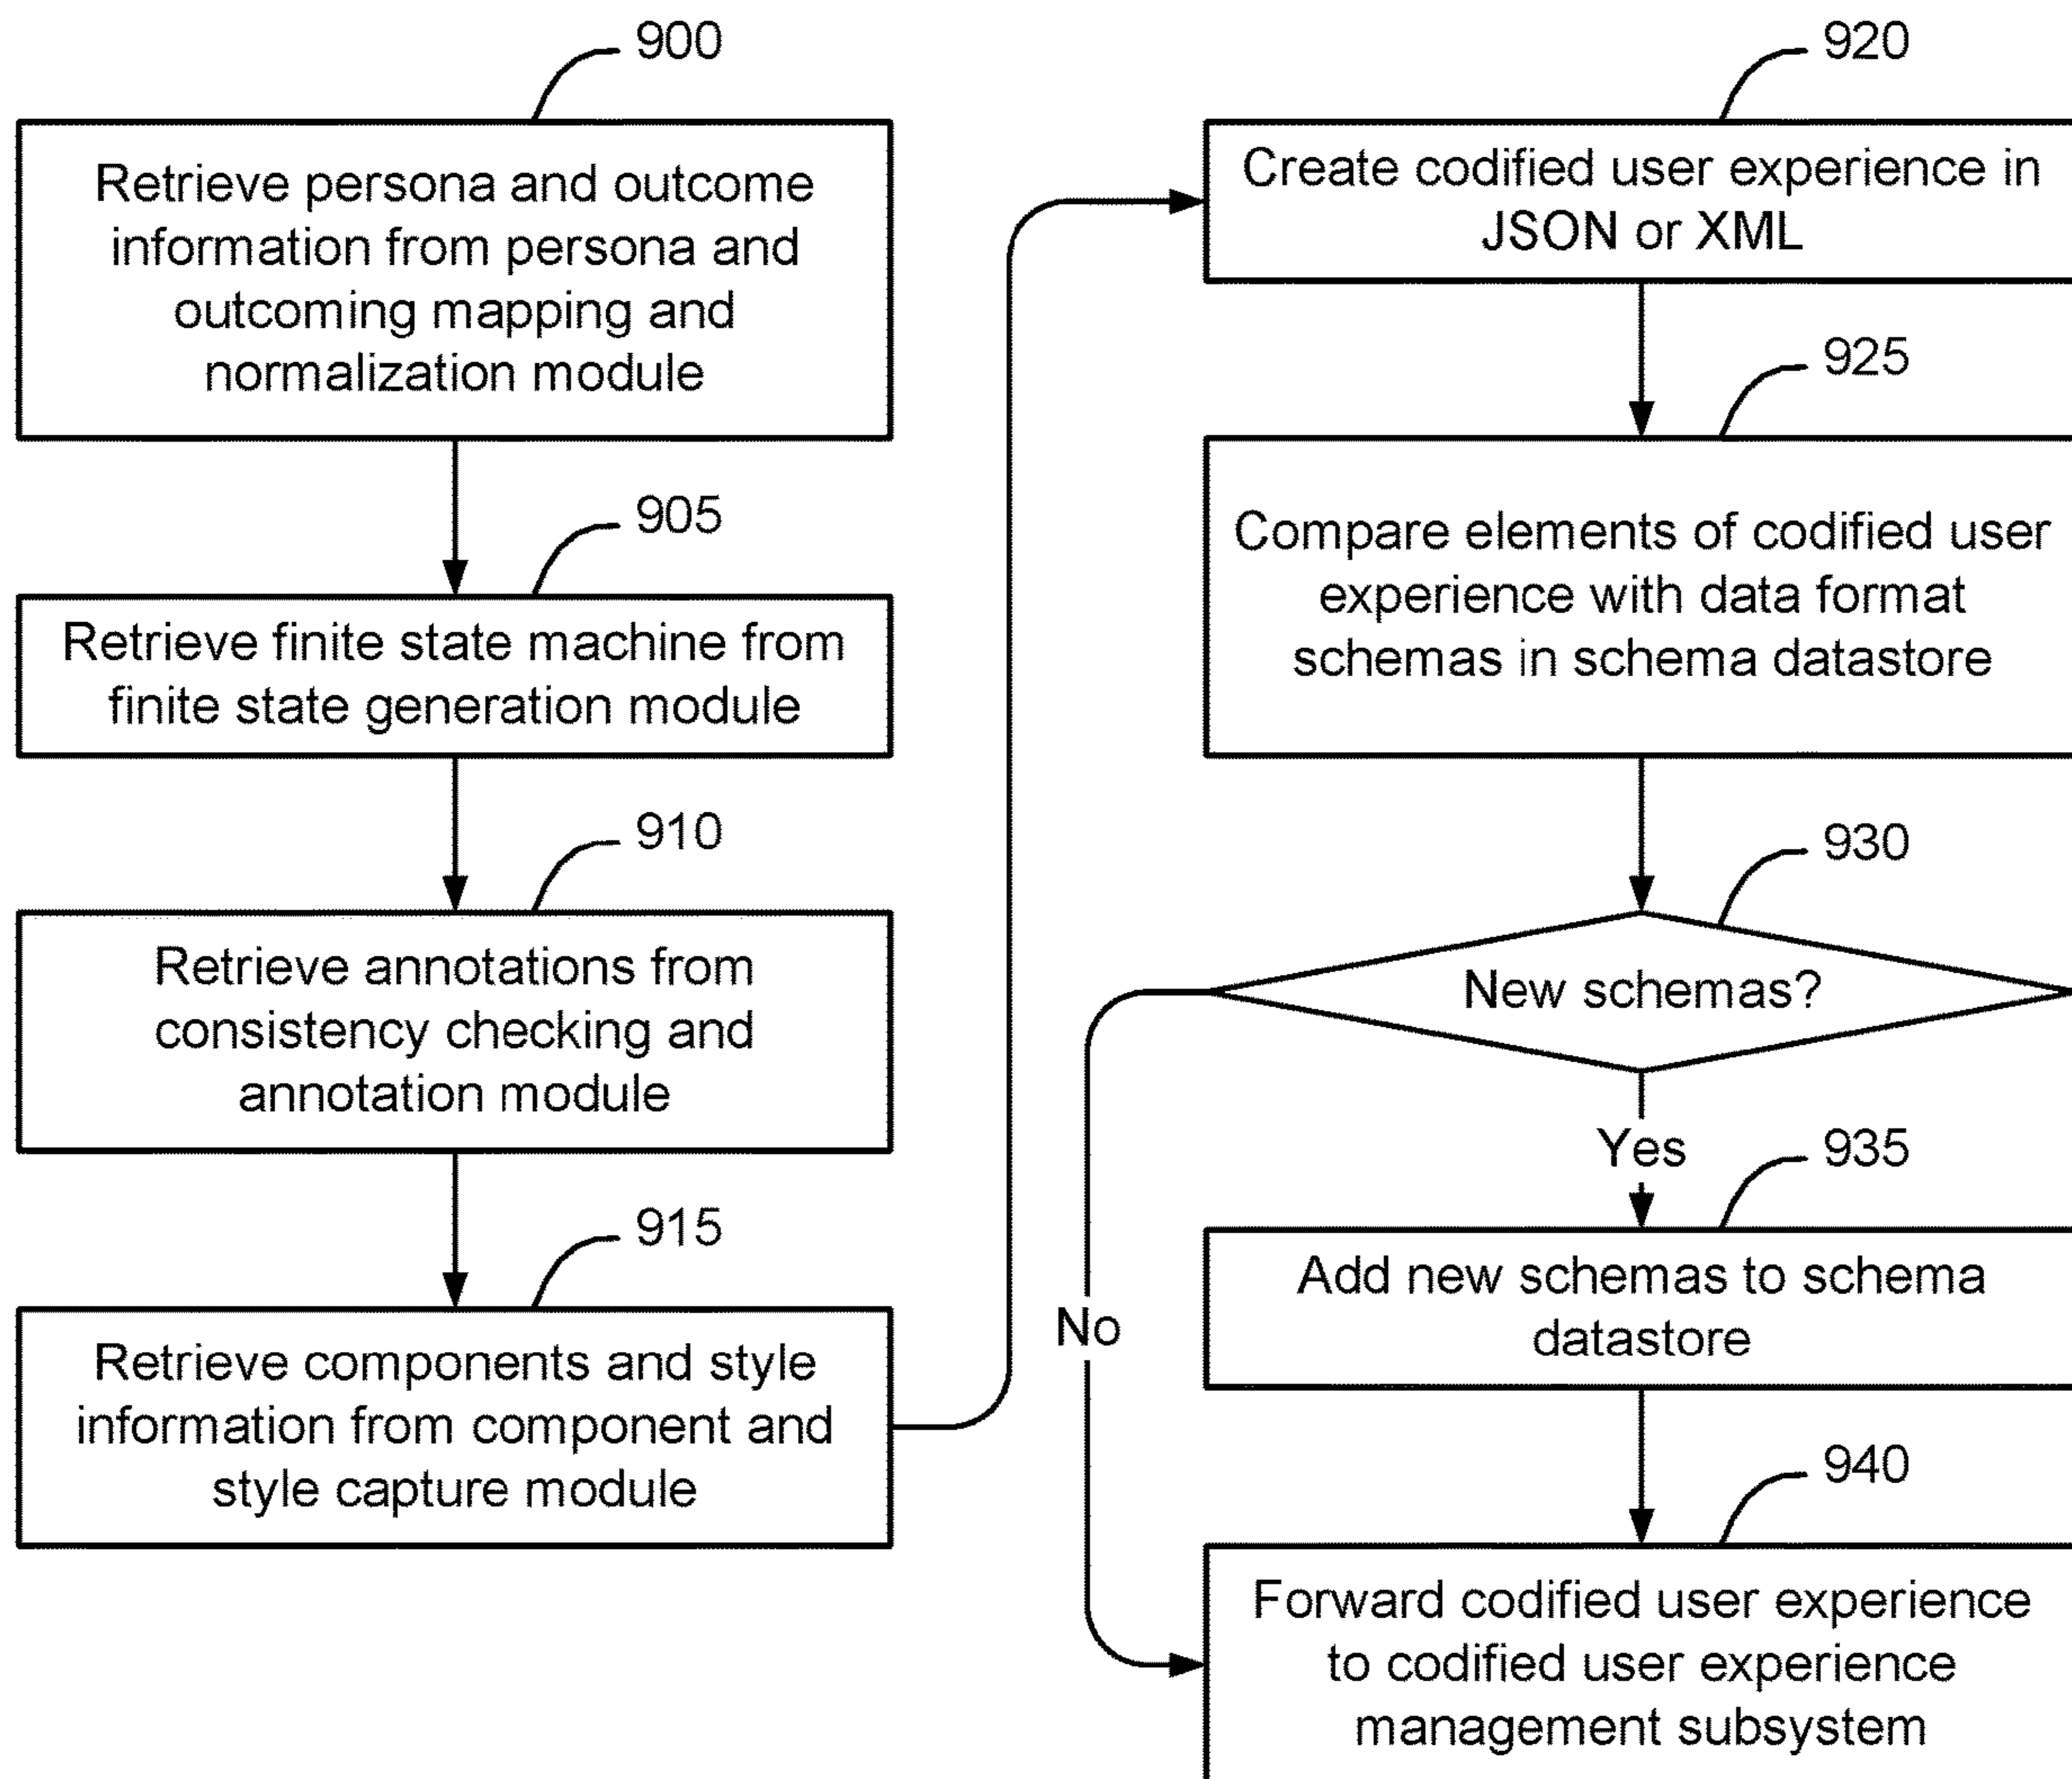 900
Retrieve persona and outcome
information from persona and
outcoming mapping and
normalization module
905
Retrieve finite state machine from
finite state generation module
910
Retrieve annotations from
consistency checking and
annotation module
915
Retrieve components and style
information from component and
style capture module
920
Create codified user experience in
JSON or XML
925
Compare elements of codified user
experience with data format
schemas in schema datastore
930
New schemas?
Yes
935
Add new schemas to schema
datastore
No
940
Forward codified user experience
to codified user experience
management subsystem